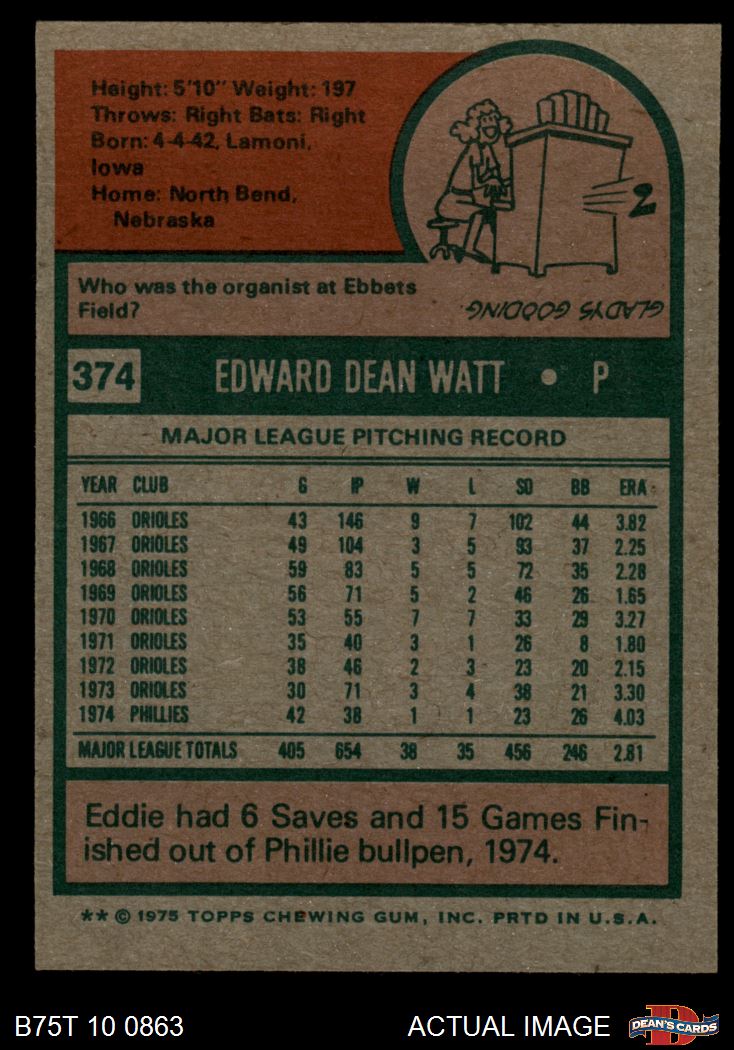 Height: 5'10" Weight: 197
Throws: Right Bats: Right
Born: 4-4-42, Lamoni,
Iowa
Home: North Bend,
Nebraska
Who was the organist at Ebbets
Field?
GLADYS GOODING.
374 EDWARD DEAN WATT • P
MAJOR LEAGUE PITCHING RECORD
YEAR CLUB G IP W L SO BB ERA
1966 ORIOLES 43 146 9 7 102 44 3.82
1967 ORIOLES 49 104 3 5 93 37 2.25
1968 ORIOLES 59 83 5 5 72 35 2.28
1969 ORIOLES 56 71 5 2 46 26 1.65
1970 ORIOLES 53 55 7 7 33 29 3.27
1971 ORIOLES 35 40 3 1 26 8 1.80
1972 ORIOLES 38 46 2 3 23 20 2.15
1973 ORIOLES 30 71 3 4 38 21 3.30
1974 PHILLIES 42 38 1 1 23 26 4.03
MAJOR LEAGUE TOTALS 405 654 38 35 456 246 2.81
Eddie had 6 Saves and 15 Games Fin-
ished out of Phillie bullpen, 1974.
** © 1975 TOPPS CHEWING GUM, INC. PRTD IN U.S.A.
B75T 10 0863 ACTUAL IMAGE D DEAN'S CARDS